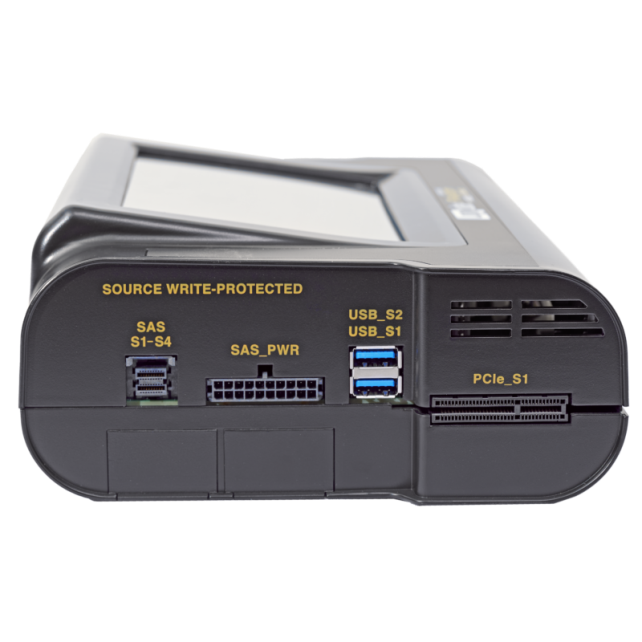 SOURCE WRITE-PROTECTED
SAS
S1-S4
SAS_PWR
USB_S2
USB_S1
PCIe_S1